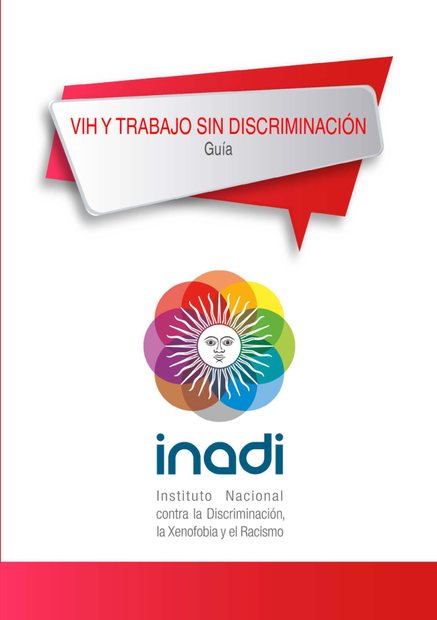 VIH Y TRABAJO SIN DISCRIMINACIÓN
Guía
inadi
Instituto Nacional
contra la Discriminación,
la Xenofobia y el Racismo